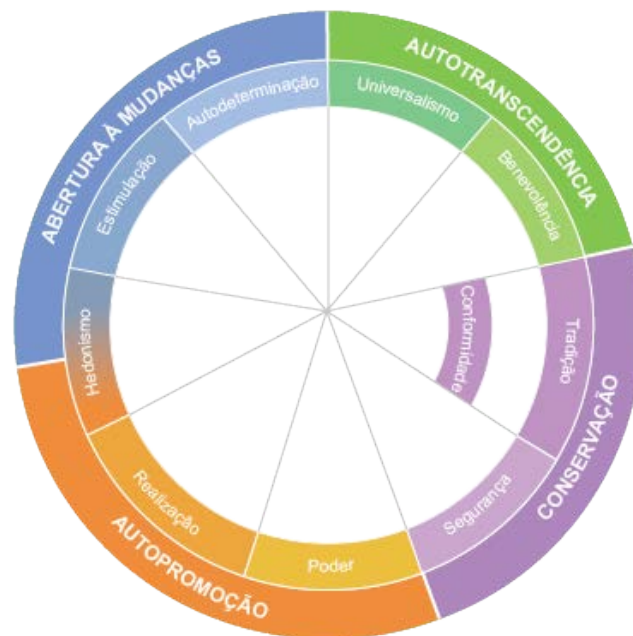 ABERTURA À MUDANÇAS
AUTOTRANSCENDÊNCIA
Autodeterminação
Universalismo
Estimulação
Benevolência
Hedonismo
Conformidade
Tradição
CONSERVAÇÃO
Realização
Segurança
Poder
AUTOPROMOÇÃO